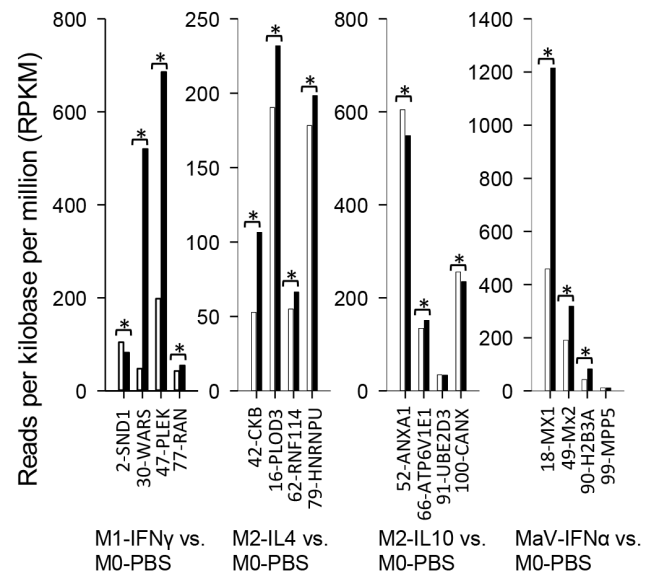 Reads per kilobase per million (RPKM)
800
600
400
200
0
*
*
*
*
2-SND1
30-WARS
47-PLEK
77-RAN
M1-IFNγ vs.
M0-PBS
250
200
150
100
50
0
*
*
*
*
42-CKB
16-PLOD3
62-RNF114
79-HNRNPU
M2-IL4 vs.
M0-PBS
800
600
400
200
0
*
*
*
52-ANXA1
66-ATP6V1E1
91-UBE2D3
100-CANX
M2-IL10 vs.
M0-PBS
1400
1200
1000
800
600
400
200
0
*
*
*
18-MX1
49-Mx2
90-H2B3A
99-MPP5
MaV-IFNα vs.
M0-PBS